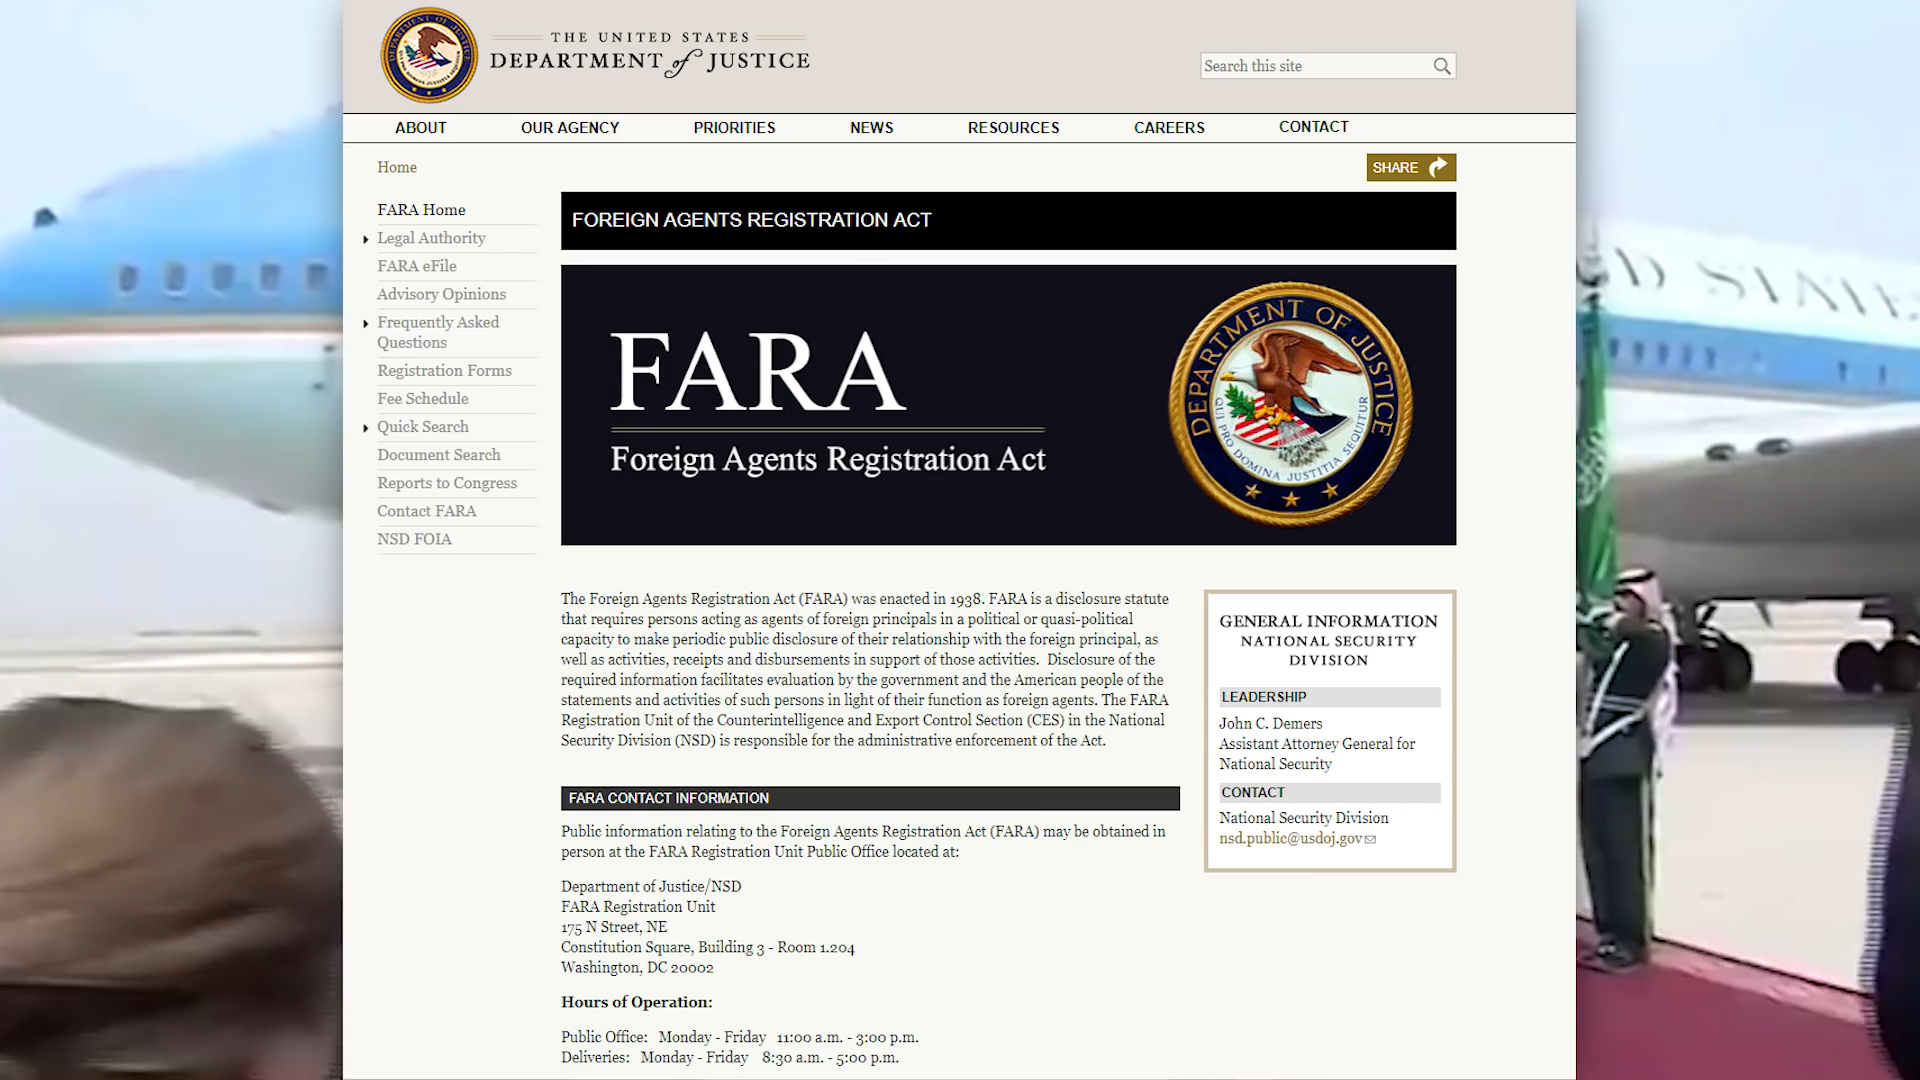 THE UNITED STATES
DEPARTMENT of JUSTICE
Search this site
ABOUT
OUR AGENCY
PRIORITIES
NEWS
RESOURCES
CAREERS
CONTACT
Home
SHARE
FARA Home
Legal Authority
FARA eFile
Advisory Opinions
Frequently Asked
Questions
Registration Forms
Fee Schedule
Quick Search
Document Search
Reports to Congress
Contact FARA
NSD FOIA
FOREIGN AGENTS REGISTRATION ACT
FARA
Foreign Agents Registration Act
DEPARTMENT OF JUSTICE
QUI PRO DOMINA JUSTITIA SEQUITUR
The Foreign Agents Registration Act (FARA) was enacted in 1938. FARA is a disclosure statute
that requires persons acting as agents of foreign principals in a political or quasi-political
capacity to make periodic public disclosure of their relationship with the foreign principal, as
well as activities, receipts and disbursements in support of those activities.  Disclosure of the
required information facilitates evaluation by the government and the American people of the
statements and activities of such persons in light of their function as foreign agents. The FARA
Registration Unit of the Counterintelligence and Export Control Section (CES) in the National
Security Division (NSD) is responsible for the administrative enforcement of the Act.
FARA CONTACT INFORMATION
Public information relating to the Foreign Agents Registration Act (FARA) may be obtained in
person at the FARA Registration Unit Public Office located at:
Department of Justice/NSD
FARA Registration Unit
175 N Street, NE
Constitution Square, Building 3 - Room 1.204
Washington, DC 20002
Hours of Operation:
Public Office:   Monday - Friday   11:00 a.m. - 3:00 p.m.
Deliveries:   Monday - Friday    8:30 a.m. - 5:00 p.m.
GENERAL INFORMATION
NATIONAL SECURITY
DIVISION
LEADERSHIP
John C. Demers
Assistant Attorney General for
National Security
CONTACT
National Security Division
nsd.public@usdoj.gov